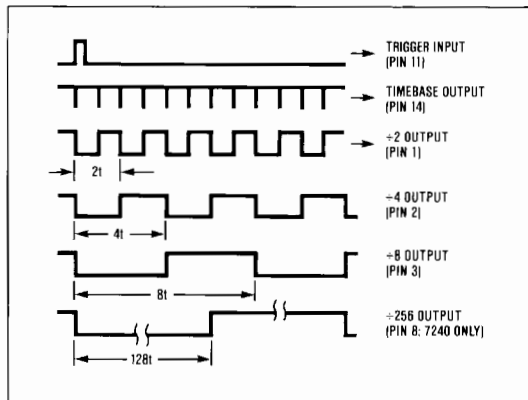 TRIGGER INPUT
(PIN 11)
TIMEBASE OUTPUT
(PIN 14)
÷2 OUTPUT
(PIN 1)
2t
÷4 OUTPUT
(PIN 2)
4t
÷8 OUTPUT
(PIN 3)
8t
÷256 OUTPUT
(PIN 8; 7240 ONLY)
128t